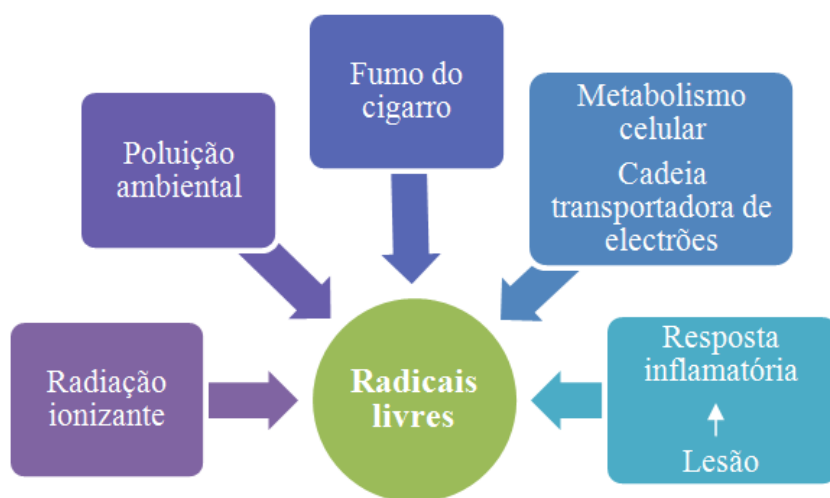 Fumo do
cigarro
Metabolismo
celular
Cadeia
transportadora de
electrões
Poluição
ambiental
Radiação
ionizante
Radicais
livres
Resposta
inflamatória
Lesão